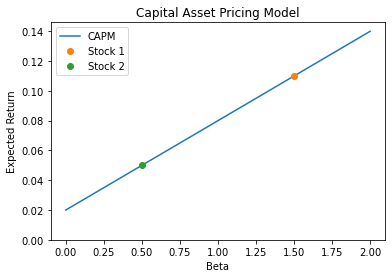 Capital Asset Pricing Model
CAPM
Stock 1
Stock 2
Expected Return
0.14
0.12
0.10
0.08
0.06
0.04
0.02
0.00
0.00 0.25 0.50 0.75 1.00 1.25 1.50 1.75 2.00
Beta